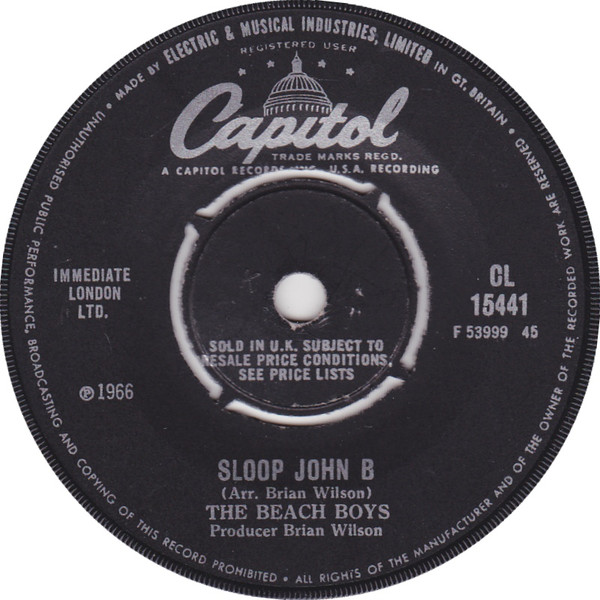 MADE BY ELECTRIC & MUSICAL INDUSTRIES, LIMITED IN GT. BRITAIN • ALL RIGHTS OF THE MANUFACTURER AND OF THE OWNER OF THE RECORDED WORK ARE RESERVED • UNAUTHORISED PUBLIC PERFORMANCE, BROADCASTING AND COPYING OF THIS RECORD PROHIBITED •
REGISTERED USER
Capitol
TRADE MARKS REGD.
A CAPITOL RECORDS INC. U.S.A. RECORDING
IMMEDIATE
LONDON
LTD.
CL
15441
F 53999 45
SOLD IN U.K. SUBJECT TO
RESALE PRICE CONDITIONS,
SEE PRICE LISTS
℗1966
SLOOP JOHN B
(Arr. Brian Wilson)
THE BEACH BOYS
Producer Brian Wilson